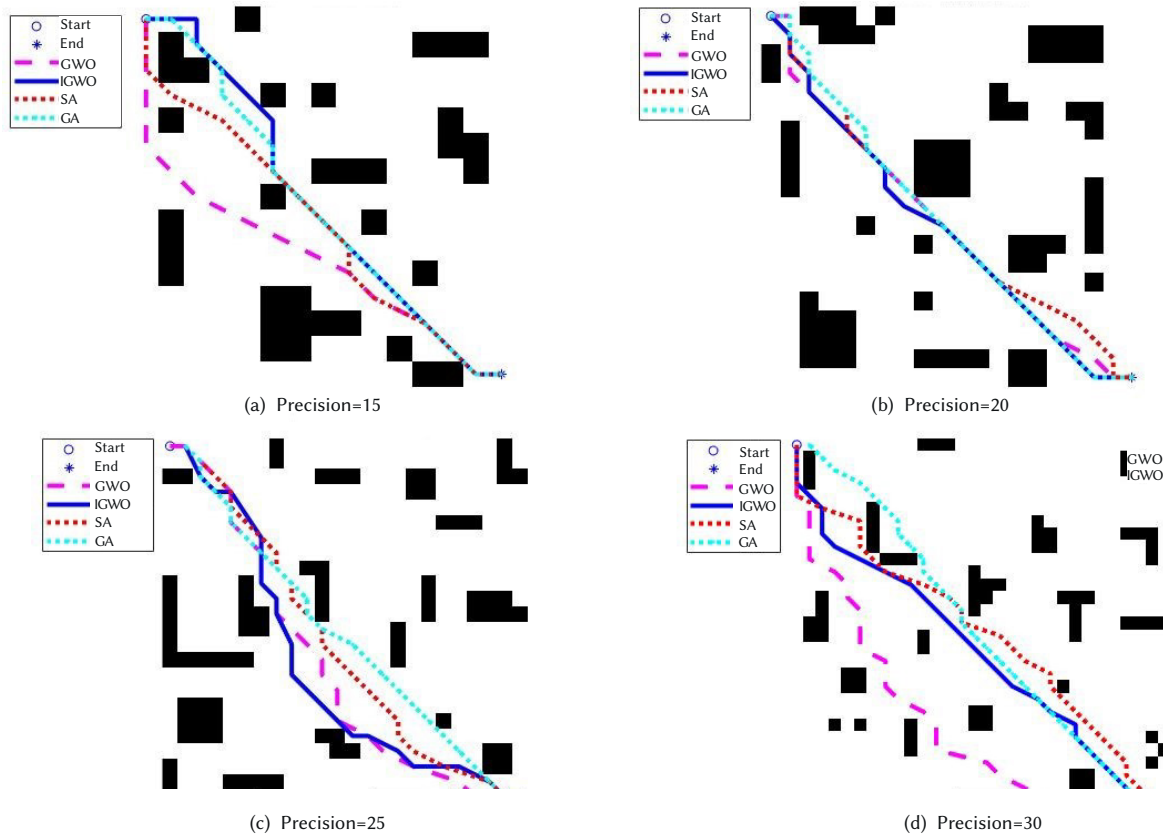 Start
End
GWO
IGWO
SA
GA
(a) Precision=15
Start
End
GWO
IGWO
SA
GA
(b) Precision=20
Start
End
GWO
IGWO
SA
GA
(c) Precision=25
Start
End
GWO
IGWO
SA
GA
GWO
IGWO
(d) Precision=30